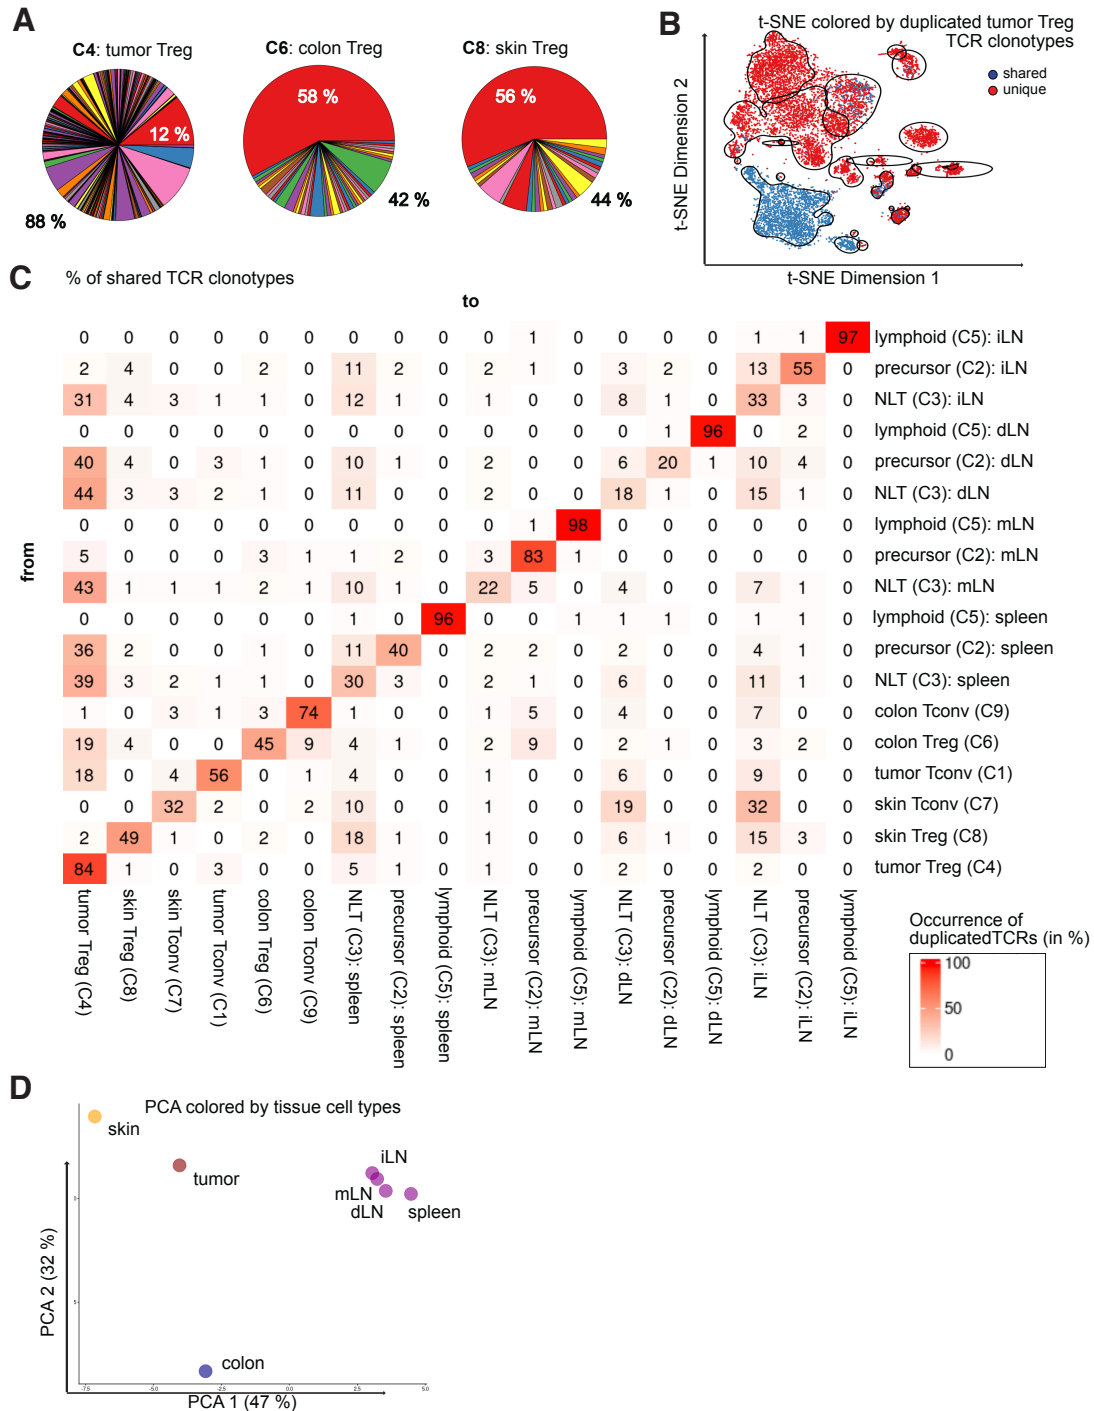 A
C4: tumor Treg
C6: colon Treg
C8: skin Treg
12 %
88 %
58 %
42 %
56 %
44 %
B
t-SNE colored by duplicated tumor Treg
TCR clonotypes
shared
unique
t-SNE Dimension 2
t-SNE Dimension 1
C
% of shared TCR clonotypes
to
from
0 0 0 0 0 0 0 0 0 0 1 0 0 0 0 1 1 97 lymphoid (C5): iLN
2 4 0 0 2 0 11 2 0 2 1 0 3 2 0 13 55 0 precursor (C2): iLN
31 4 3 1 1 0 12 1 0 1 0 0 8 1 0 33 3 0 NLT (C3): iLN
0 0 0 0 0 0 0 0 0 0 0 0 0 1 96 0 2 0 lymphoid (C5): dLN
40 4 0 3 1 0 10 1 0 2 0 0 6 20 1 10 4 0 precursor (C2): dLN
44 3 3 2 1 0 11 0 0 2 0 0 18 1 0 15 1 0 NLT (C3): dLN
0 0 0 0 0 0 0 0 0 0 1 98 0 0 0 0 0 0 lymphoid (C5): mLN
5 0 0 0 3 1 1 2 0 3 83 1 0 0 0 0 0 0 precursor (C2): mLN
43 1 1 1 2 1 10 1 0 22 5 0 4 0 0 7 1 0 NLT (C3): mLN
0 0 0 0 0 0 1 0 96 0 0 1 1 1 0 1 1 0 lymphoid (C5): spleen
36 2 0 0 1 0 11 40 0 2 2 0 2 0 0 4 1 0 precursor (C2): spleen
39 3 2 1 1 0 30 3 0 2 1 0 6 0 0 11 1 0 NLT (C3): spleen
1 0 3 1 3 74 1 0 0 1 5 0 4 0 0 7 0 0 colon Tconv (C9)
19 4 0 0 45 9 4 1 0 2 9 0 2 1 0 3 2 0 colon Treg (C6)
18 0 4 56 0 1 4 0 0 1 0 0 6 0 0 9 0 0 tumor Tconv (C1)
0 0 32 2 0 2 10 0 0 1 0 0 19 0 0 32 0 0 skin Tconv (C7)
2 49 1 0 2 0 18 1 0 1 0 0 6 1 0 15 3 0 skin Treg (C8)
84 1 0 3 0 0 5 1 0 1 0 0 2 0 0 2 0 0 tumor Treg (C4)
tumor Treg (C4)
skin Treg (C8)
skin Tconv (C7)
tumor Tconv (C1)
colon Treg (C6)
colon Tconv (C9)
NLT (C3): spleen
precursor (C2): spleen
lymphoid (C5): spleen
NLT (C3): mLN
precursor (C2): mLN
lymphoid (C5): mLN
NLT (C3): dLN
precursor (C2): dLN
lymphoid (C5): dLN
NLT (C3): iLN
precursor (C2): iLN
lymphoid (C5): iLN
Occurrence of
duplicatedTCRs (in %)
100
50
0
D
PCA colored by tissue cell types
skin
tumor
iLN
mLN
dLN
spleen
colon
PCA 2 (32 %)
-7.5 -5.0 -2.5 0.0 2.5 5.0
PCA 1 (47 %)